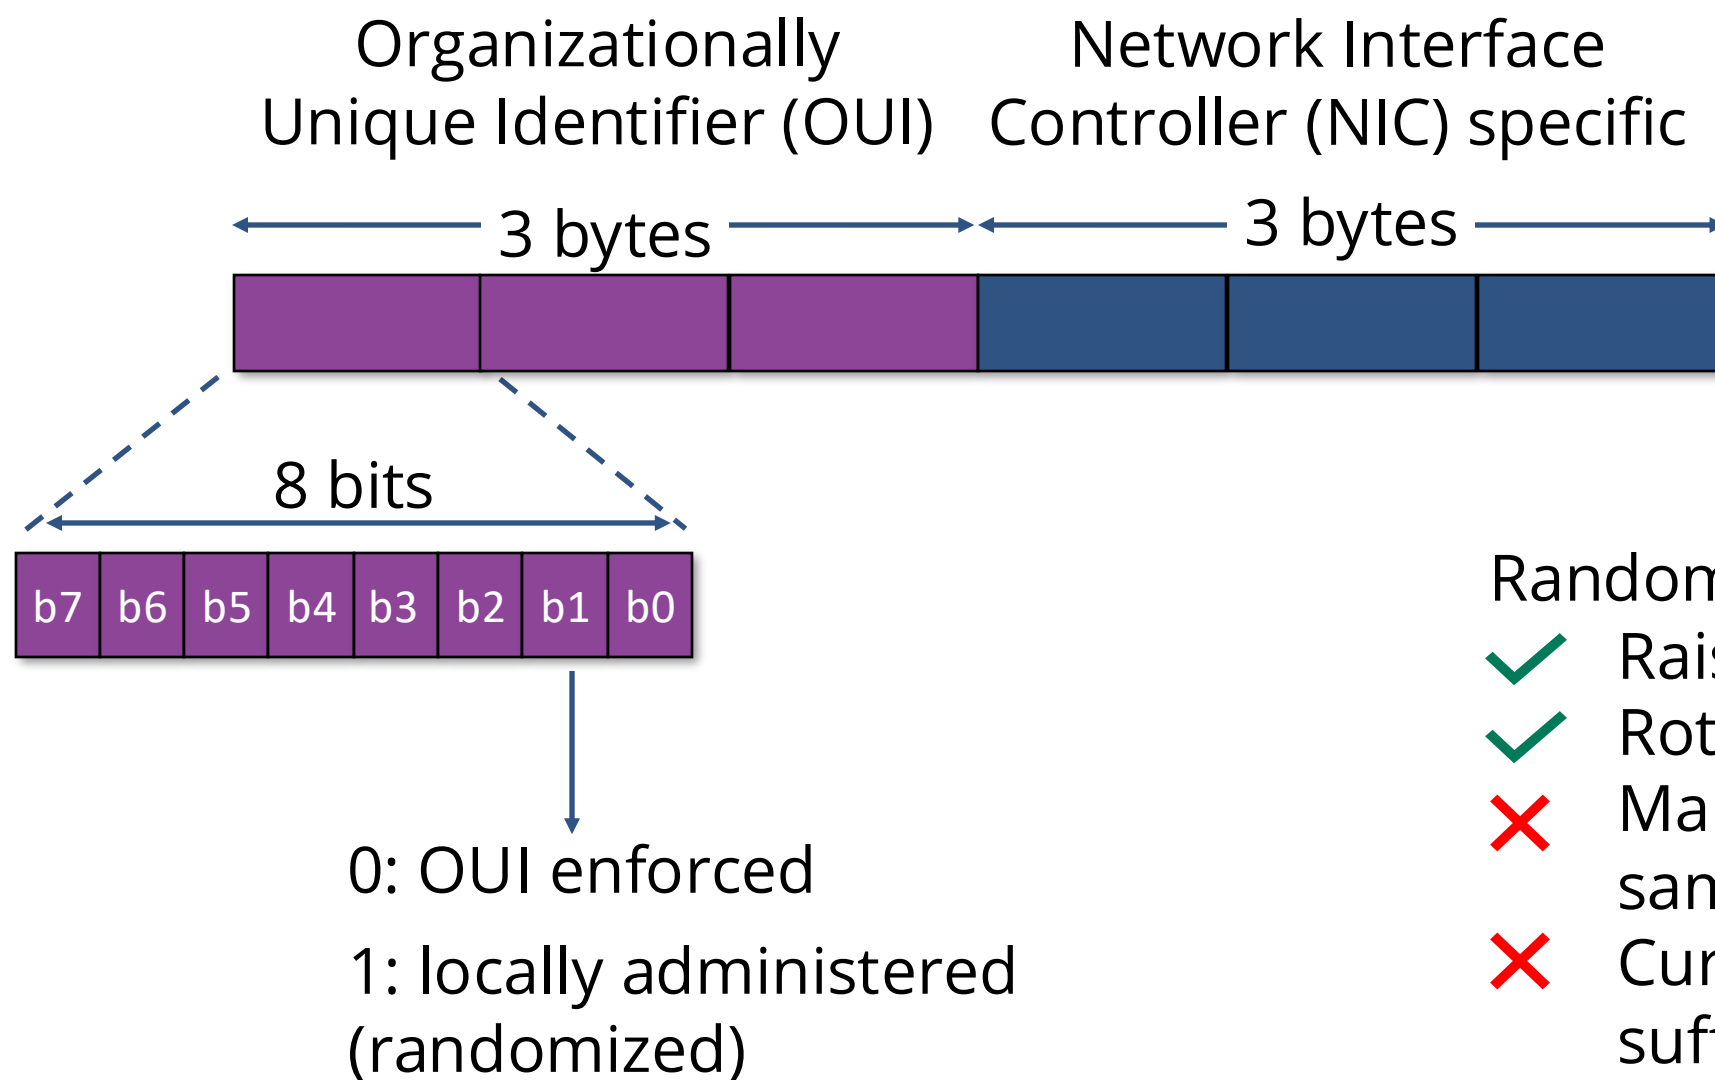 Organizationally
Unique Identifier (OUI)
Network Interface
Controller (NIC) specific
3 bytes
3 bytes
8 bits
b7 b6 b5 b4 b3 b2 b1 b0
0: OUI enforced
1: locally administered
(randomized)